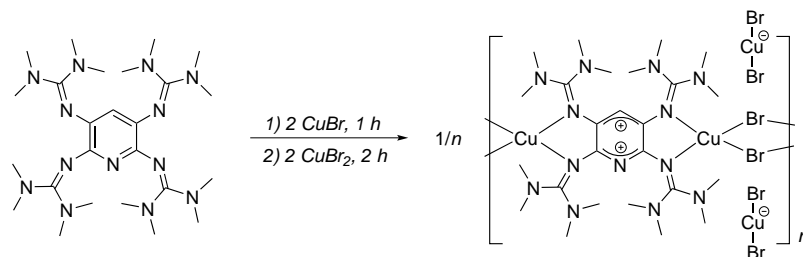 N N N N
N N
N N N
N N N N
1) 2 CuBr, 1 h
2) 2 CuBr₂, 2 h
1/n
Br
Cu⊖
Br
N N N N
N N
Cu ⊕ Cu Br
⊕ Br
N N N
N N N N
Br
Cu⊖
Br
n